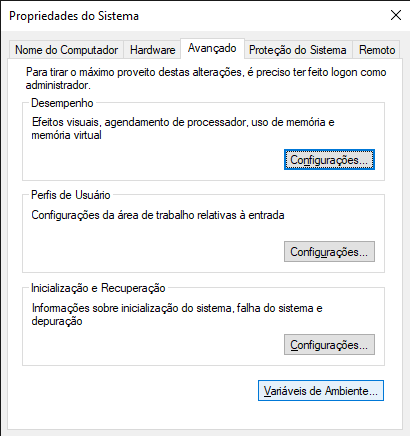 Propriedades do Sistema
Nome do Computador Hardware Avançado Proteção do Sistema Remoto
Para tirar o máximo proveito destas alterações, é preciso ter feito logon como
administrador.
Desempenho
Efeitos visuais, agendamento de processador, uso de memória e
memória virtual
Configurações...
Perfis de Usuário
Configurações da área de trabalho relativas à entrada
Configurações...
Inicialização e Recuperação
Informações sobre inicialização do sistema, falha do sistema e
depuração
Configurações...
Variáveis de Ambiente...